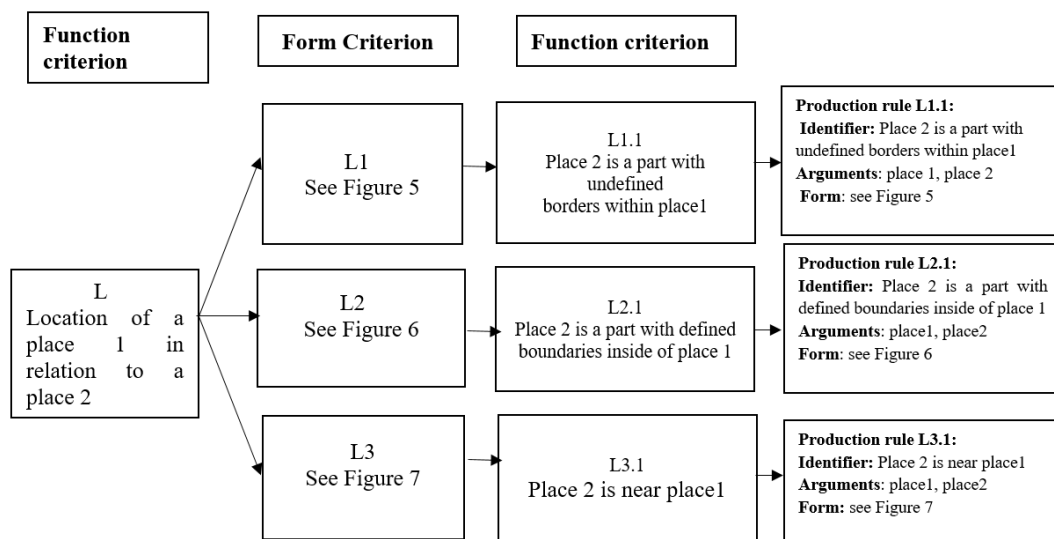 Function
criterion
Form Criterion
Function criterion
L
Location of a
place 1 in
relation to a
place 2
L1
See Figure 5
L1.1
Place 2 is a part with
undefined
borders within place1
Production rule L1.1:
Identifier: Place 2 is a part with
undefined borders within place1
Arguments: place 1, place 2
Form: see Figure 5
L2
See Figure 6
L2.1
Place 2 is a part with defined
boundaries inside of place 1
Production rule L2.1:
Identifier: Place 2 is a part with
defined boundaries inside of place 1
Arguments: place1, place2
Form: see Figure 6
L3
See Figure 7
L3.1
Place 2 is near place1
Production rule L3.1:
Identifier: Place 2 is near place1
Arguments: place1, place2
Form: see Figure 7